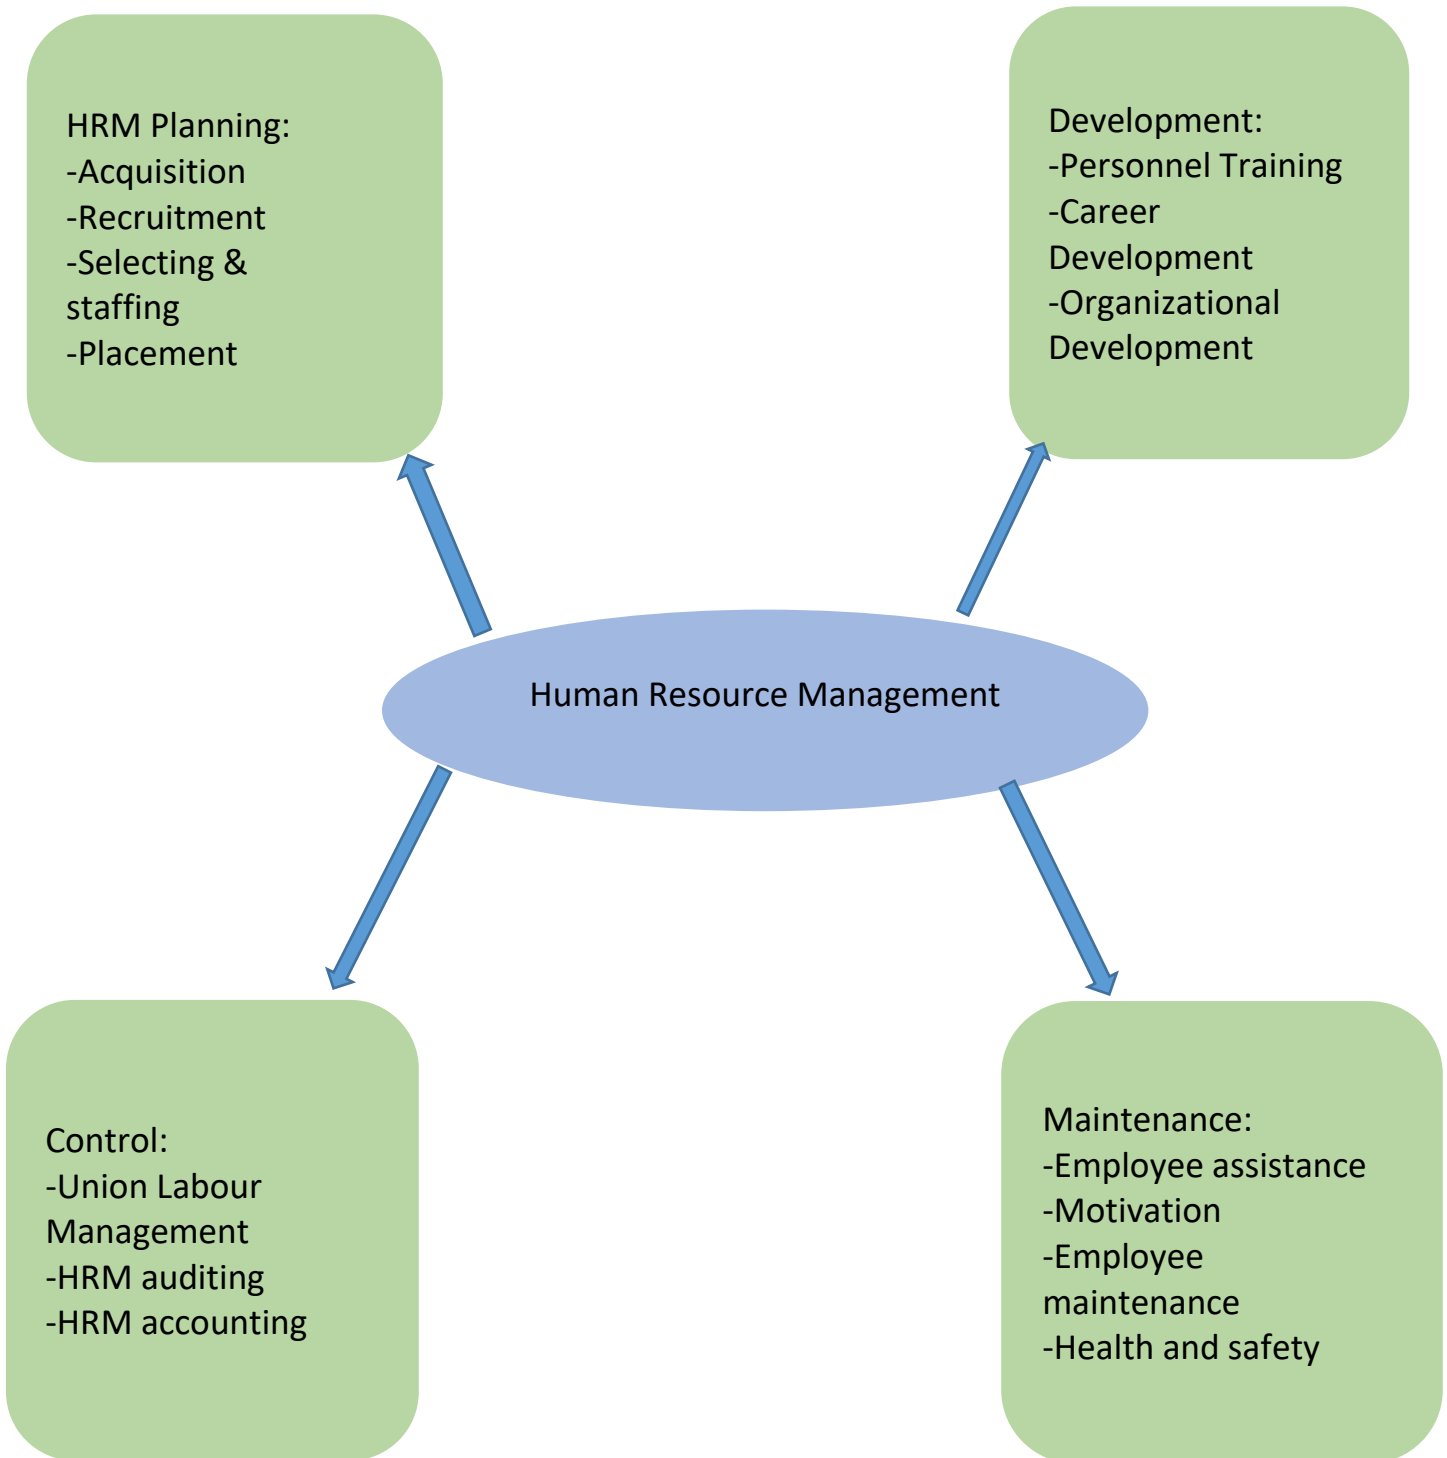 HRM Planning:
-Acquisition
-Recruitment
-Selecting &
staffing
-Placement
Development:
-Personnel Training
-Career
Development
-Organizational
Development
Human Resource Management
Control:
-Union Labour
Management
-HRM auditing
-HRM accounting
Maintenance:
-Employee assistance
-Motivation
-Employee
maintenance
-Health and safety